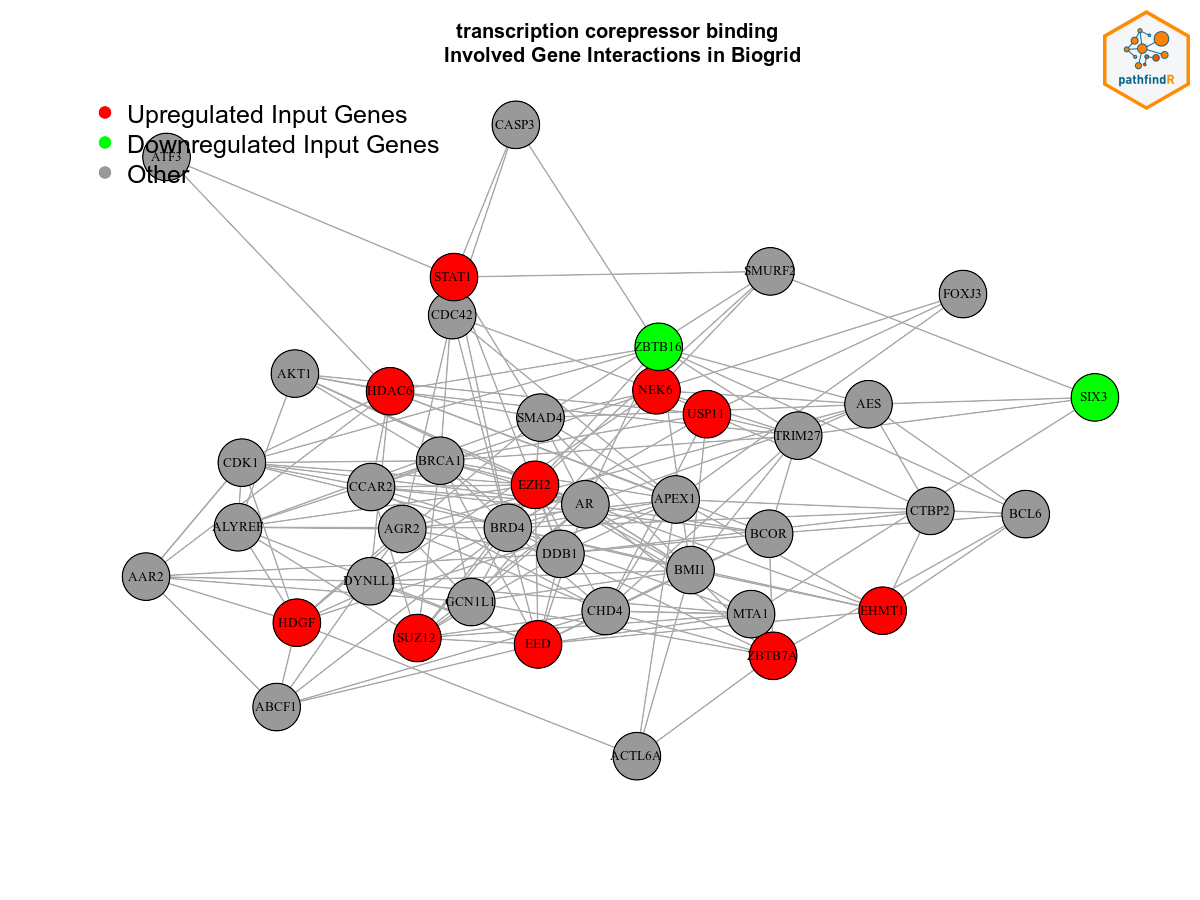 transcription corepressor binding
Involved Gene Interactions in Biogrid
pathfindR
Upregulated Input Genes
Downregulated Input Genes
Other
CASP3
ATF3
STAT1
SMURF2
FOXJ3
CDC42
ZBTB16
AKT1
HDAC6
NEK6
SIX3
USP11
AES
SMAD4
TRIM27
BRCA1
CDK1
CCAR2
EZH2
AR
APEX1
CTBP2
BCL6
ALYREF
AGR2
BRD4
BCOR
DDB1
BMI1
AAR2
DYNLL1
GCN1L1
CHD4
MTA1
EHMT1
HDGF
SUZ12
EED
ZBTB7A
ABCF1
ACTL6A